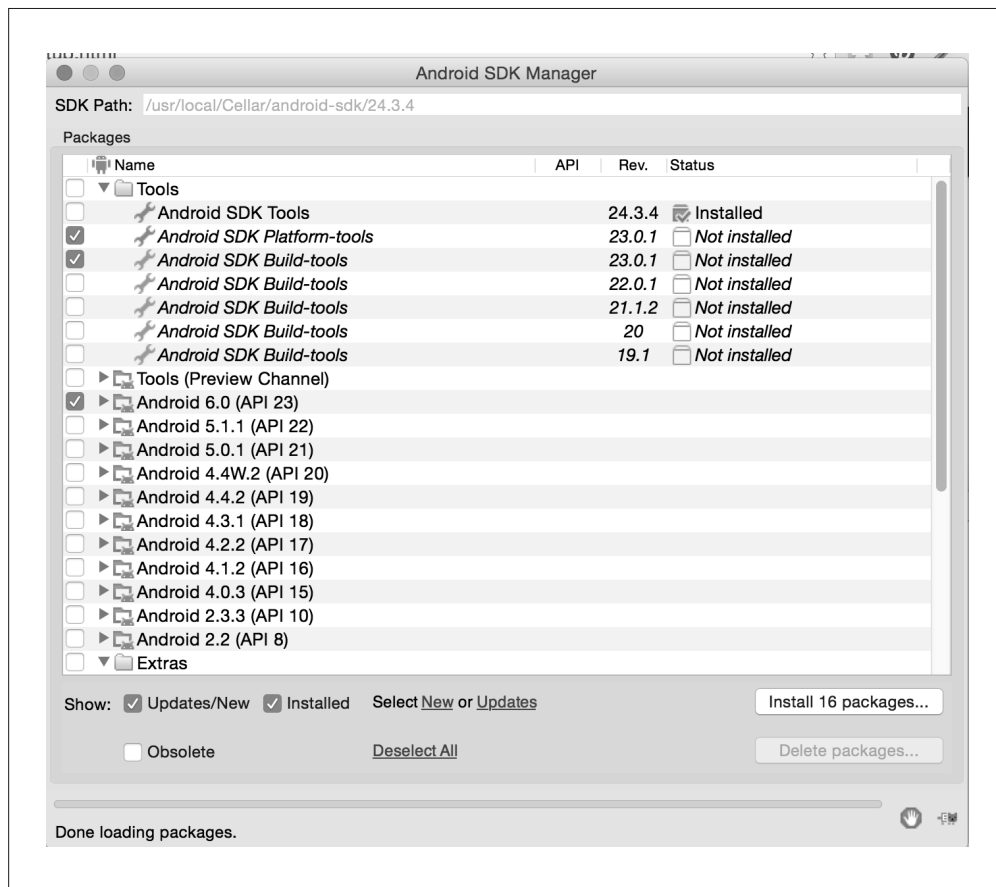 Android SDK Manager
SDK Path: /usr/local/Cellar/android-sdk/24.3.4
Packages
Name API Rev. Status
Tools
Android SDK Tools 24.3.4 Installed
Android SDK Platform-tools 23.0.1 Not installed
Android SDK Build-tools 23.0.1 Not installed
Android SDK Build-tools 22.0.1 Not installed
Android SDK Build-tools 21.1.2 Not installed
Android SDK Build-tools 20 Not installed
Android SDK Build-tools 19.1 Not installed
Tools (Preview Channel)
Android 6.0 (API 23)
Android 5.1.1 (API 22)
Android 5.0.1 (API 21)
Android 4.4W.2 (API 20)
Android 4.4.2 (API 19)
Android 4.3.1 (API 18)
Android 4.2.2 (API 17)
Android 4.1.2 (API 16)
Android 4.0.3 (API 15)
Android 2.3.3 (API 10)
Android 2.2 (API 8)
Extras
Show: Updates/New Installed Select New or Updates Install 16 packages...
Obsolete Deselect All Delete packages...
Done loading packages.